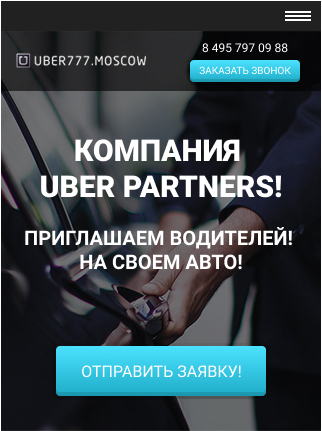 8 495 797 09 88
UBER777.MOSCOW
ЗАКАЗАТЬ ЗВОНОК
КОМПАНИЯ
UBER PARTNERS!
ПРИГЛАШАЕМ ВОДИТЕЛЕЙ!
НА СВОЕМ АВТО!
ОТПРАВИТЬ ЗАЯВКУ!